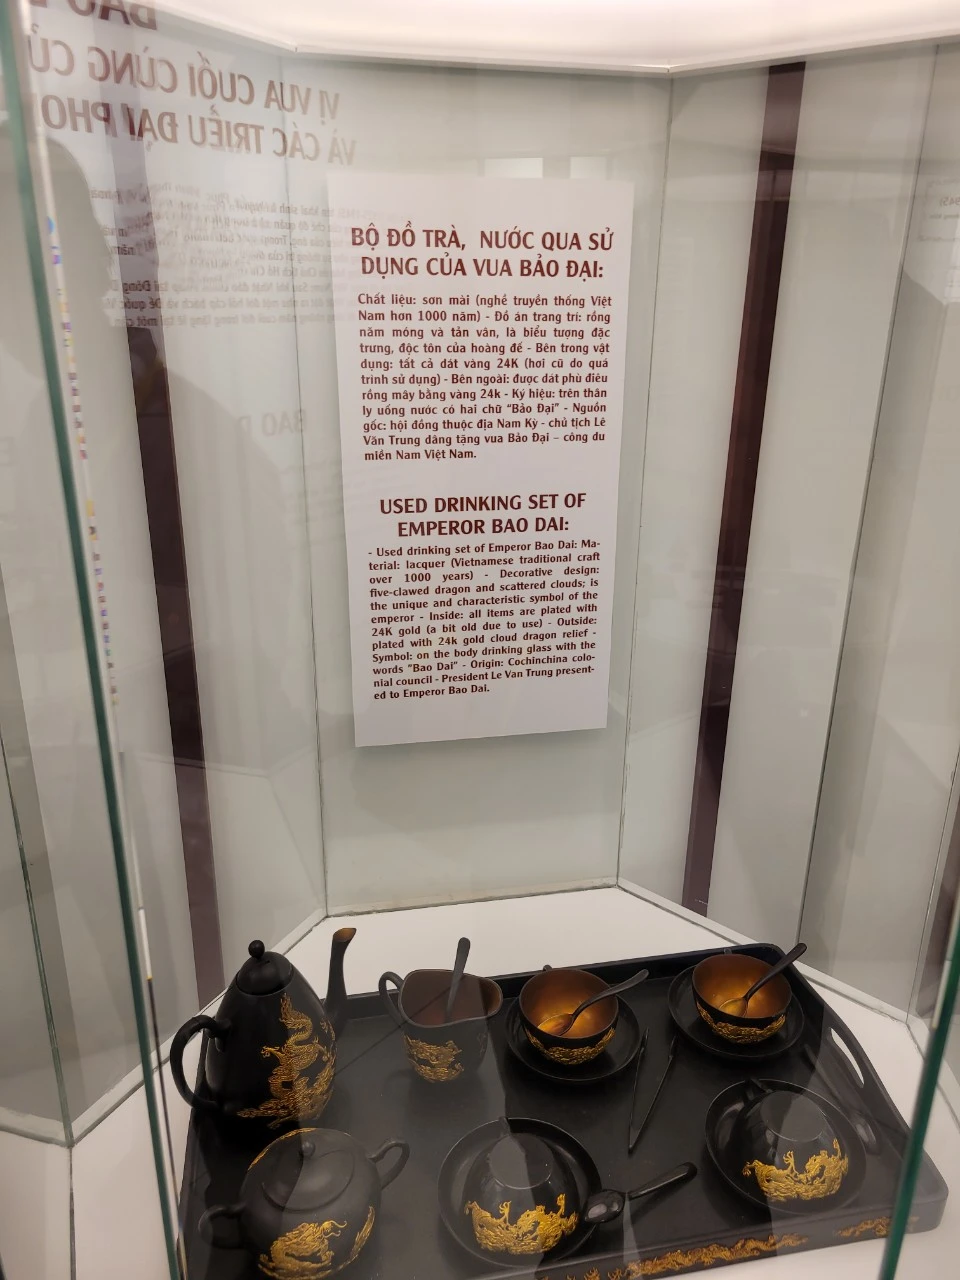 VỊ VUA CUỐI CÙNG CỦ
VÀ CÁC TRIỀU ĐẠI PHO
BỘ ĐỒ TRÀ, NƯỚC QUA SỬ
DỤNG CỦA VUA BẢO ĐẠI:
Chất liệu: sơn mài (nghề truyền thống Việt
Nam hơn 1000 năm) - Đồ án trang trí: rồng
năm móng và tản vân, là biểu tượng đặc
trưng, độc tôn của hoàng đế - Bên trong vật
dụng: tất cả dát vàng 24K (hơi cũ do quá
trình sử dụng) - Bên ngoài: được dát phù điêu
rồng mây bằng vàng 24k - Ký hiệu: trên thân
ly uống nước có hai chữ “Bảo Đại” - Nguồn
gốc: hội đồng thuộc địa Nam Kỳ - chủ tịch Lê
Văn Trung dâng tặng vua Bảo Đại – công du
miền Nam Việt Nam.
USED DRINKING SET OF
EMPEROR BAO DAI:
- Used drinking set of Emperor Bao Dai: Ma-
terial: lacquer (Vietnamese traditional craft
over 1000 years) - Decorative design:
five-clawed dragon and scattered clouds; is
the unique and characteristic symbol of the
emperor - Inside: all items are plated with
24K gold (a bit old due to use) - Outside:
plated with 24k gold cloud dragon relief -
Symbol: on the body drinking glass with the
words "Bao Dai" - Origin: Cochinchina colo-
nial council - President Le Van Trung present-
ed to Emperor Bao Dai.